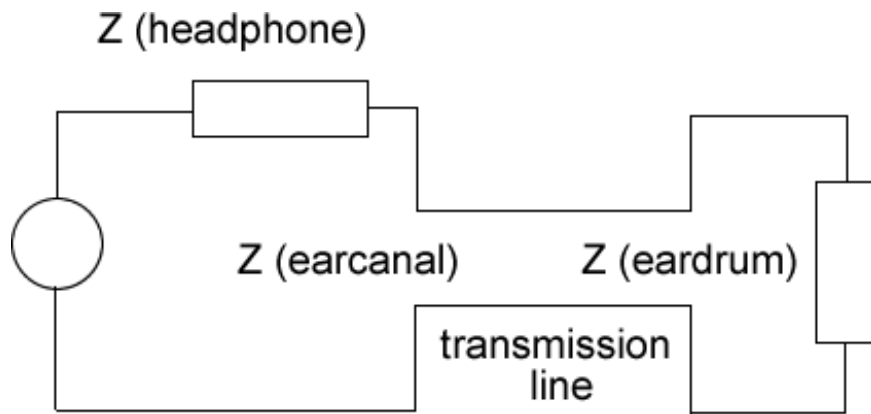 Z (headphone)
Z (earcanal)
Z (eardrum)
transmission
line